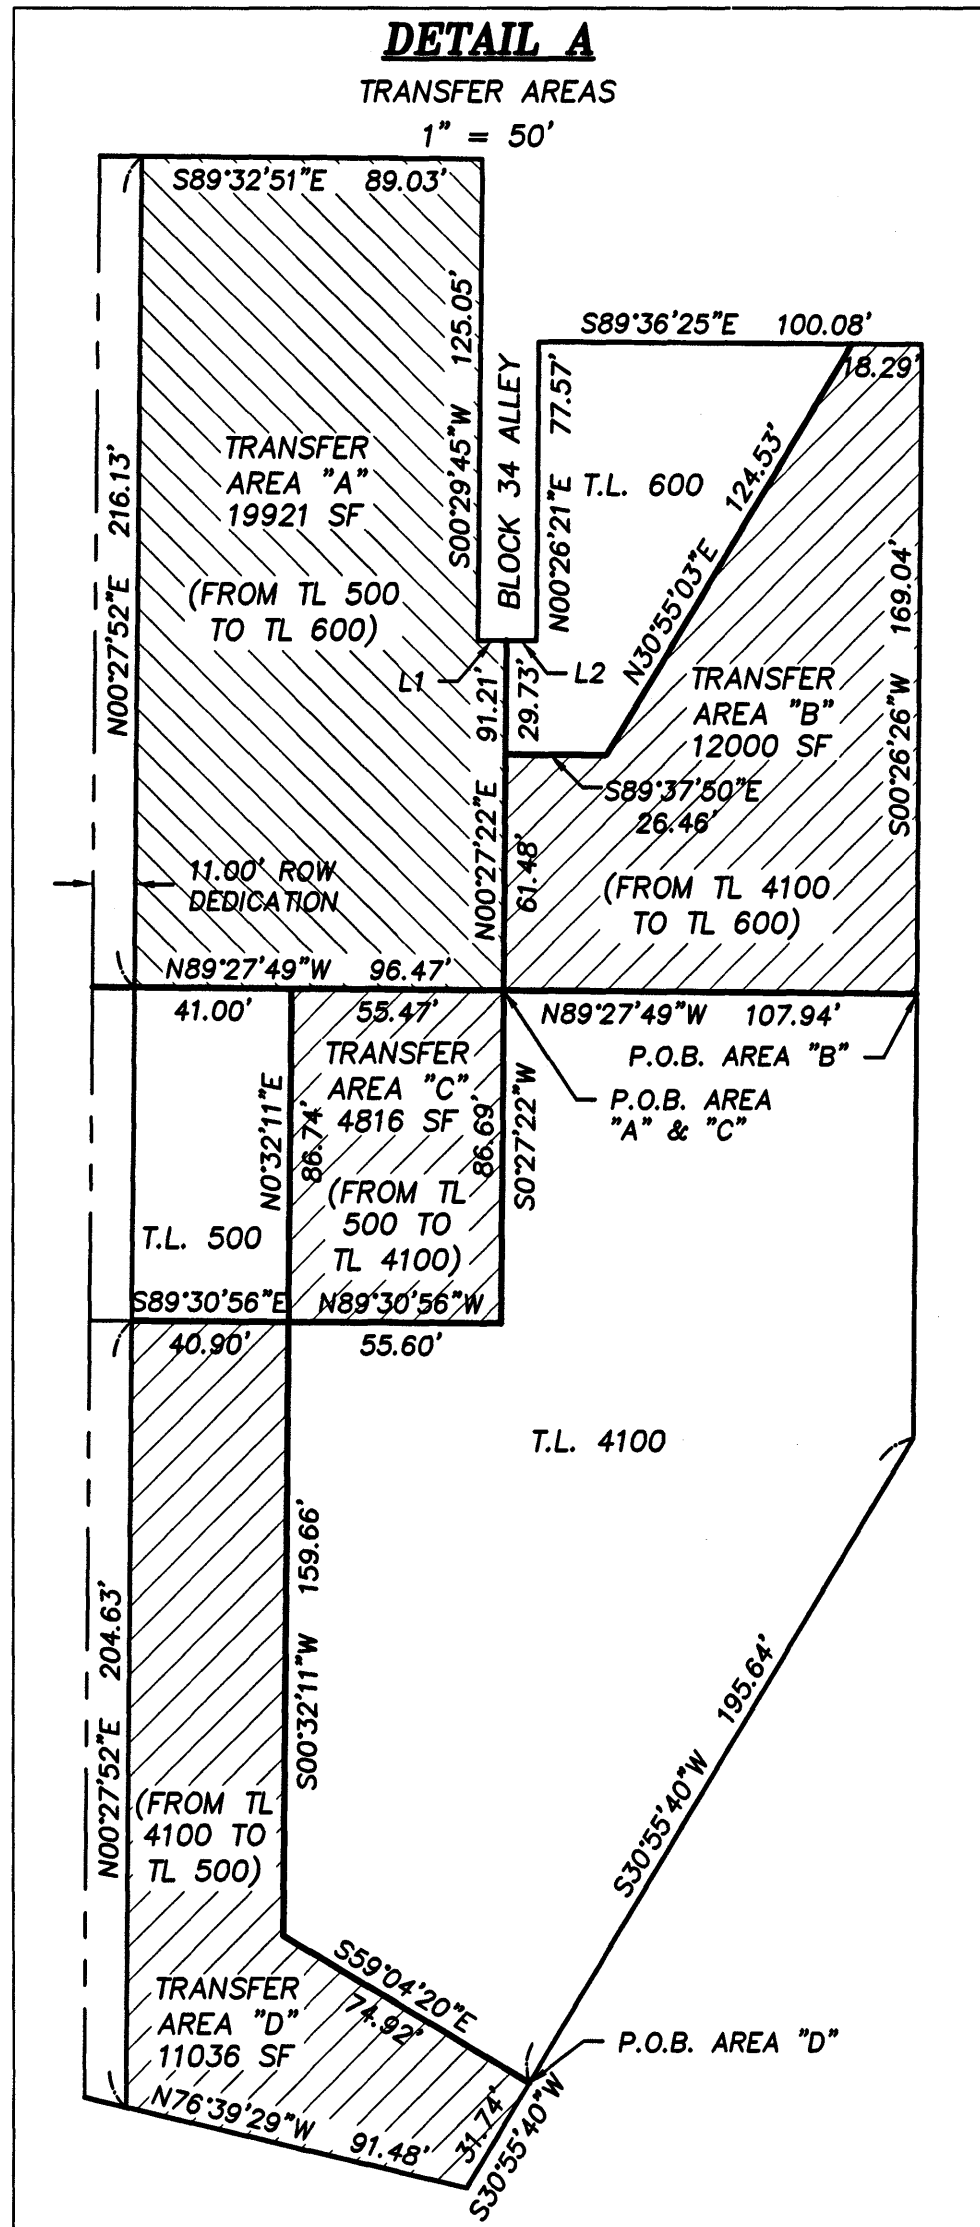 DETAIL A
TRANSFER AREAS
1" = 50'
S89°32'51"E 89.03'
S00°29'45"W 125.05'
BLOCK 34 ALLEY
S89°36'25"E 100.08'
18.29'
N00°26'21"E 77.57'
T.L. 600
124.53'
N30°55'03"E
S00°26'26"W 169.04'
N00°27'52"E 216.13'
TRANSFER
AREA "A"
19921 SF
(FROM TL 500
TO TL 600)
L1
L2
N00°27'22"E 91.21'
29.73'
61.48'
TRANSFER
AREA "B"
12000 SF
S89°37'50"E
26.46'
(FROM TL 4100
TO TL 600)
11.00' ROW
DEDICATION
N89°27'49"W 96.47'
41.00'
55.47'
N89°27'49"W 107.94'
P.O.B. AREA "B"
P.O.B. AREA
"A" & "C"
TRANSFER
AREA "C"
4816 SF
(FROM TL
500 TO
TL 4100)
N0°32'11"E
86.74'
86.69'
S0°27'22"W
T.L. 500
S89°30'56"E
N89°30'56"W
40.90'
55.60'
T.L. 4100
S00°32'11"W 159.66'
N00°27'52"E 204.63'
S30°55'40"W 195.64'
(FROM TL
4100 TO
TL 500)
TRANSFER
AREA "D"
11036 SF
S59°04'20"E
74.92'
P.O.B. AREA "D"
N76°39'29"W 91.48'
31.74'
S30°55'40"W